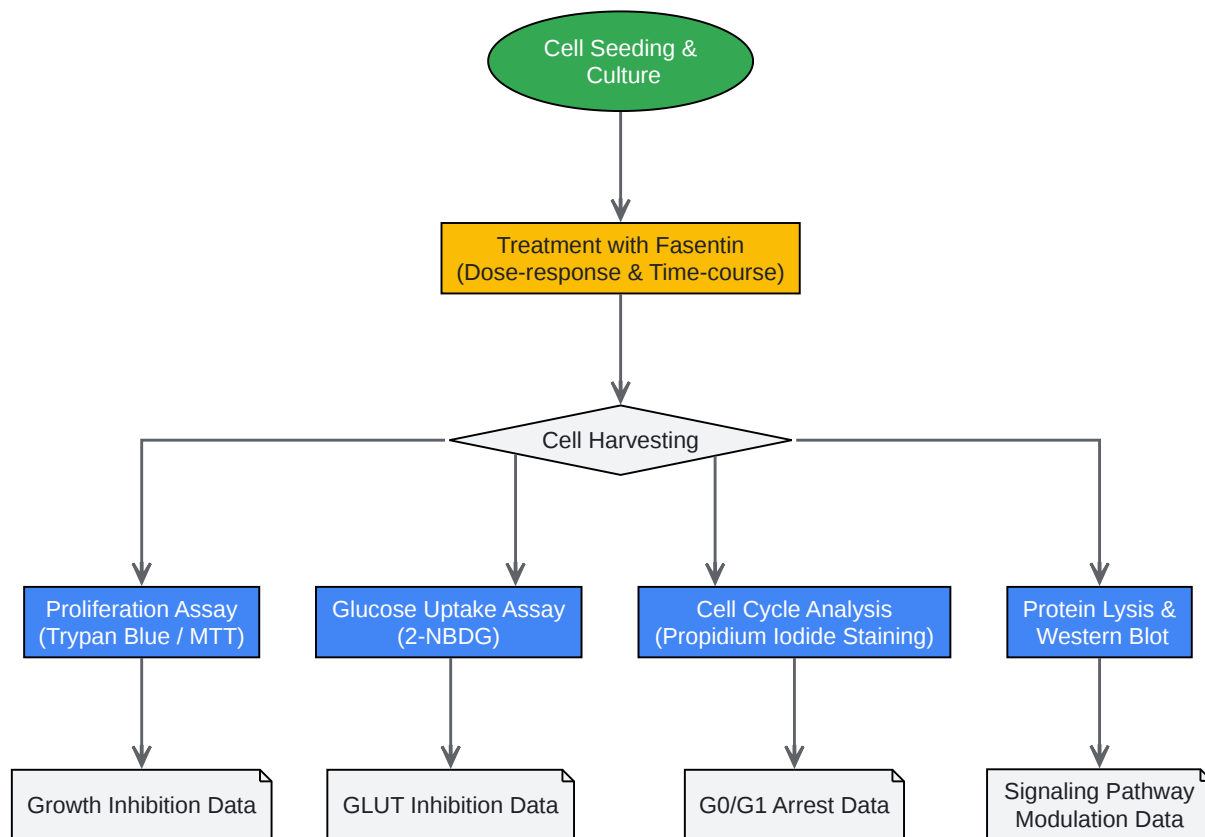 Cell Seeding &
Culture
Treatment with Fasentin
(Dose-response & Time-course)
Cell Harvesting
Proliferation Assay
(Trypan Blue / MTT)
Glucose Uptake Assay
(2-NBDG)
Cell Cycle Analysis
(Propidium Iodide Staining)
Protein Lysis &
Western Blot
Growth Inhibition Data
GLUT Inhibition Data
G0/G1 Arrest Data
Signaling Pathway
Modulation Data